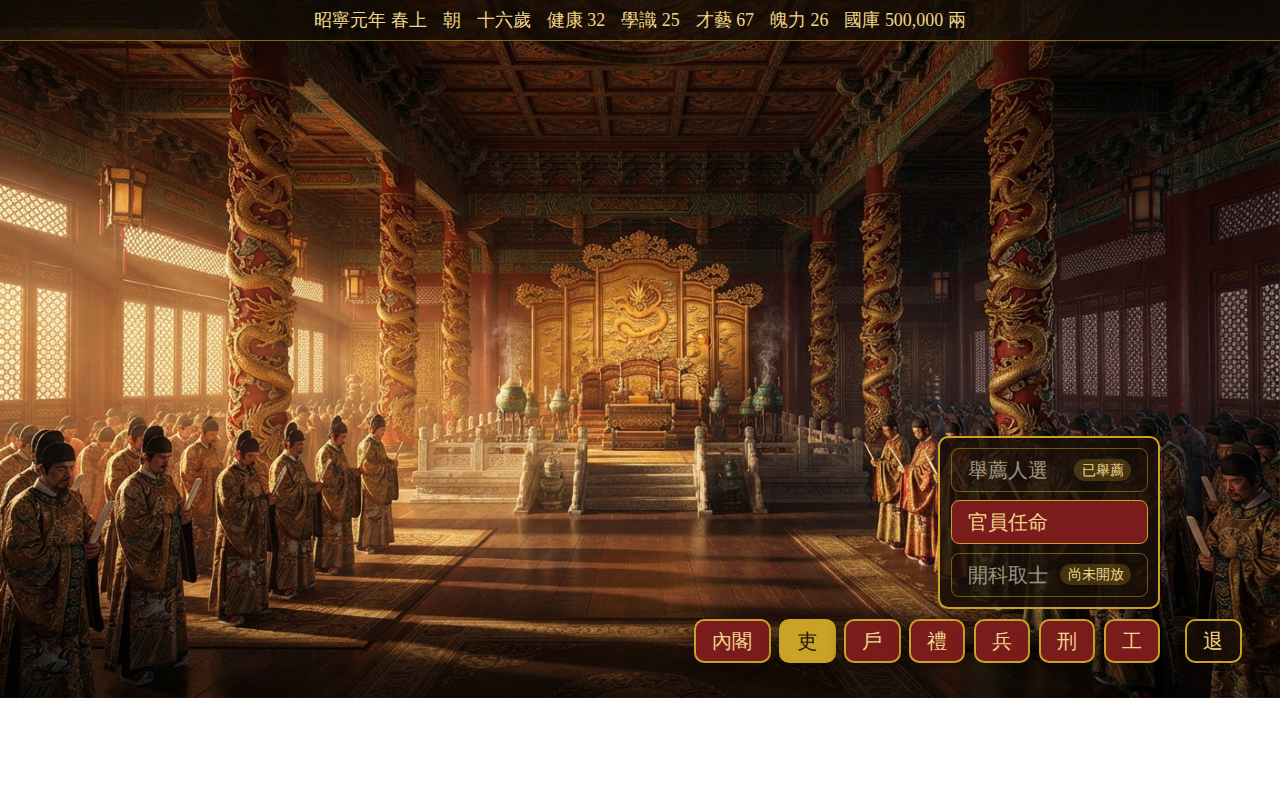 昭寧元年 春上 朝 十六歲 健康 32 學識 25 才藝 67 魄力 26 國庫 500,000 兩
舉薦人選 已舉薦
官員任命
開科取士 尚未開放
內閣 吏 戶 禮 兵 刑 工 退